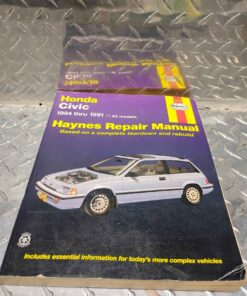 Honda
Civic
1984 thru 1991 All models
Haynes Repair Manual
Based on a complete teardown and rebuild
Includes essential information for today's more complex vehicles